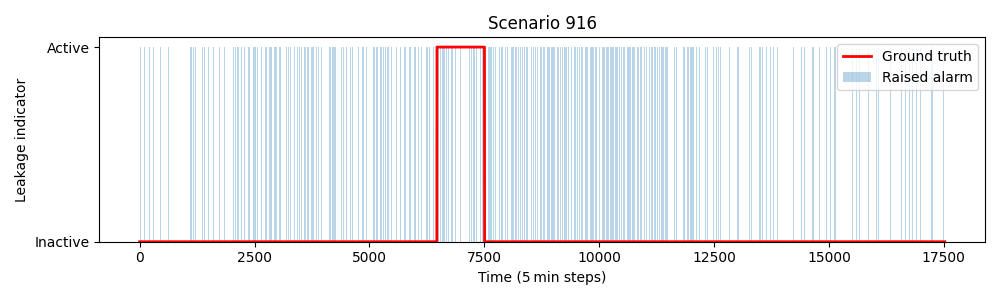 Scenario 916
Active
Ground truth
Raised alarm
Leakage indicator
Inactive
0 2500 5000 7500 10000 12500 15000 17500
Time (5 min steps)